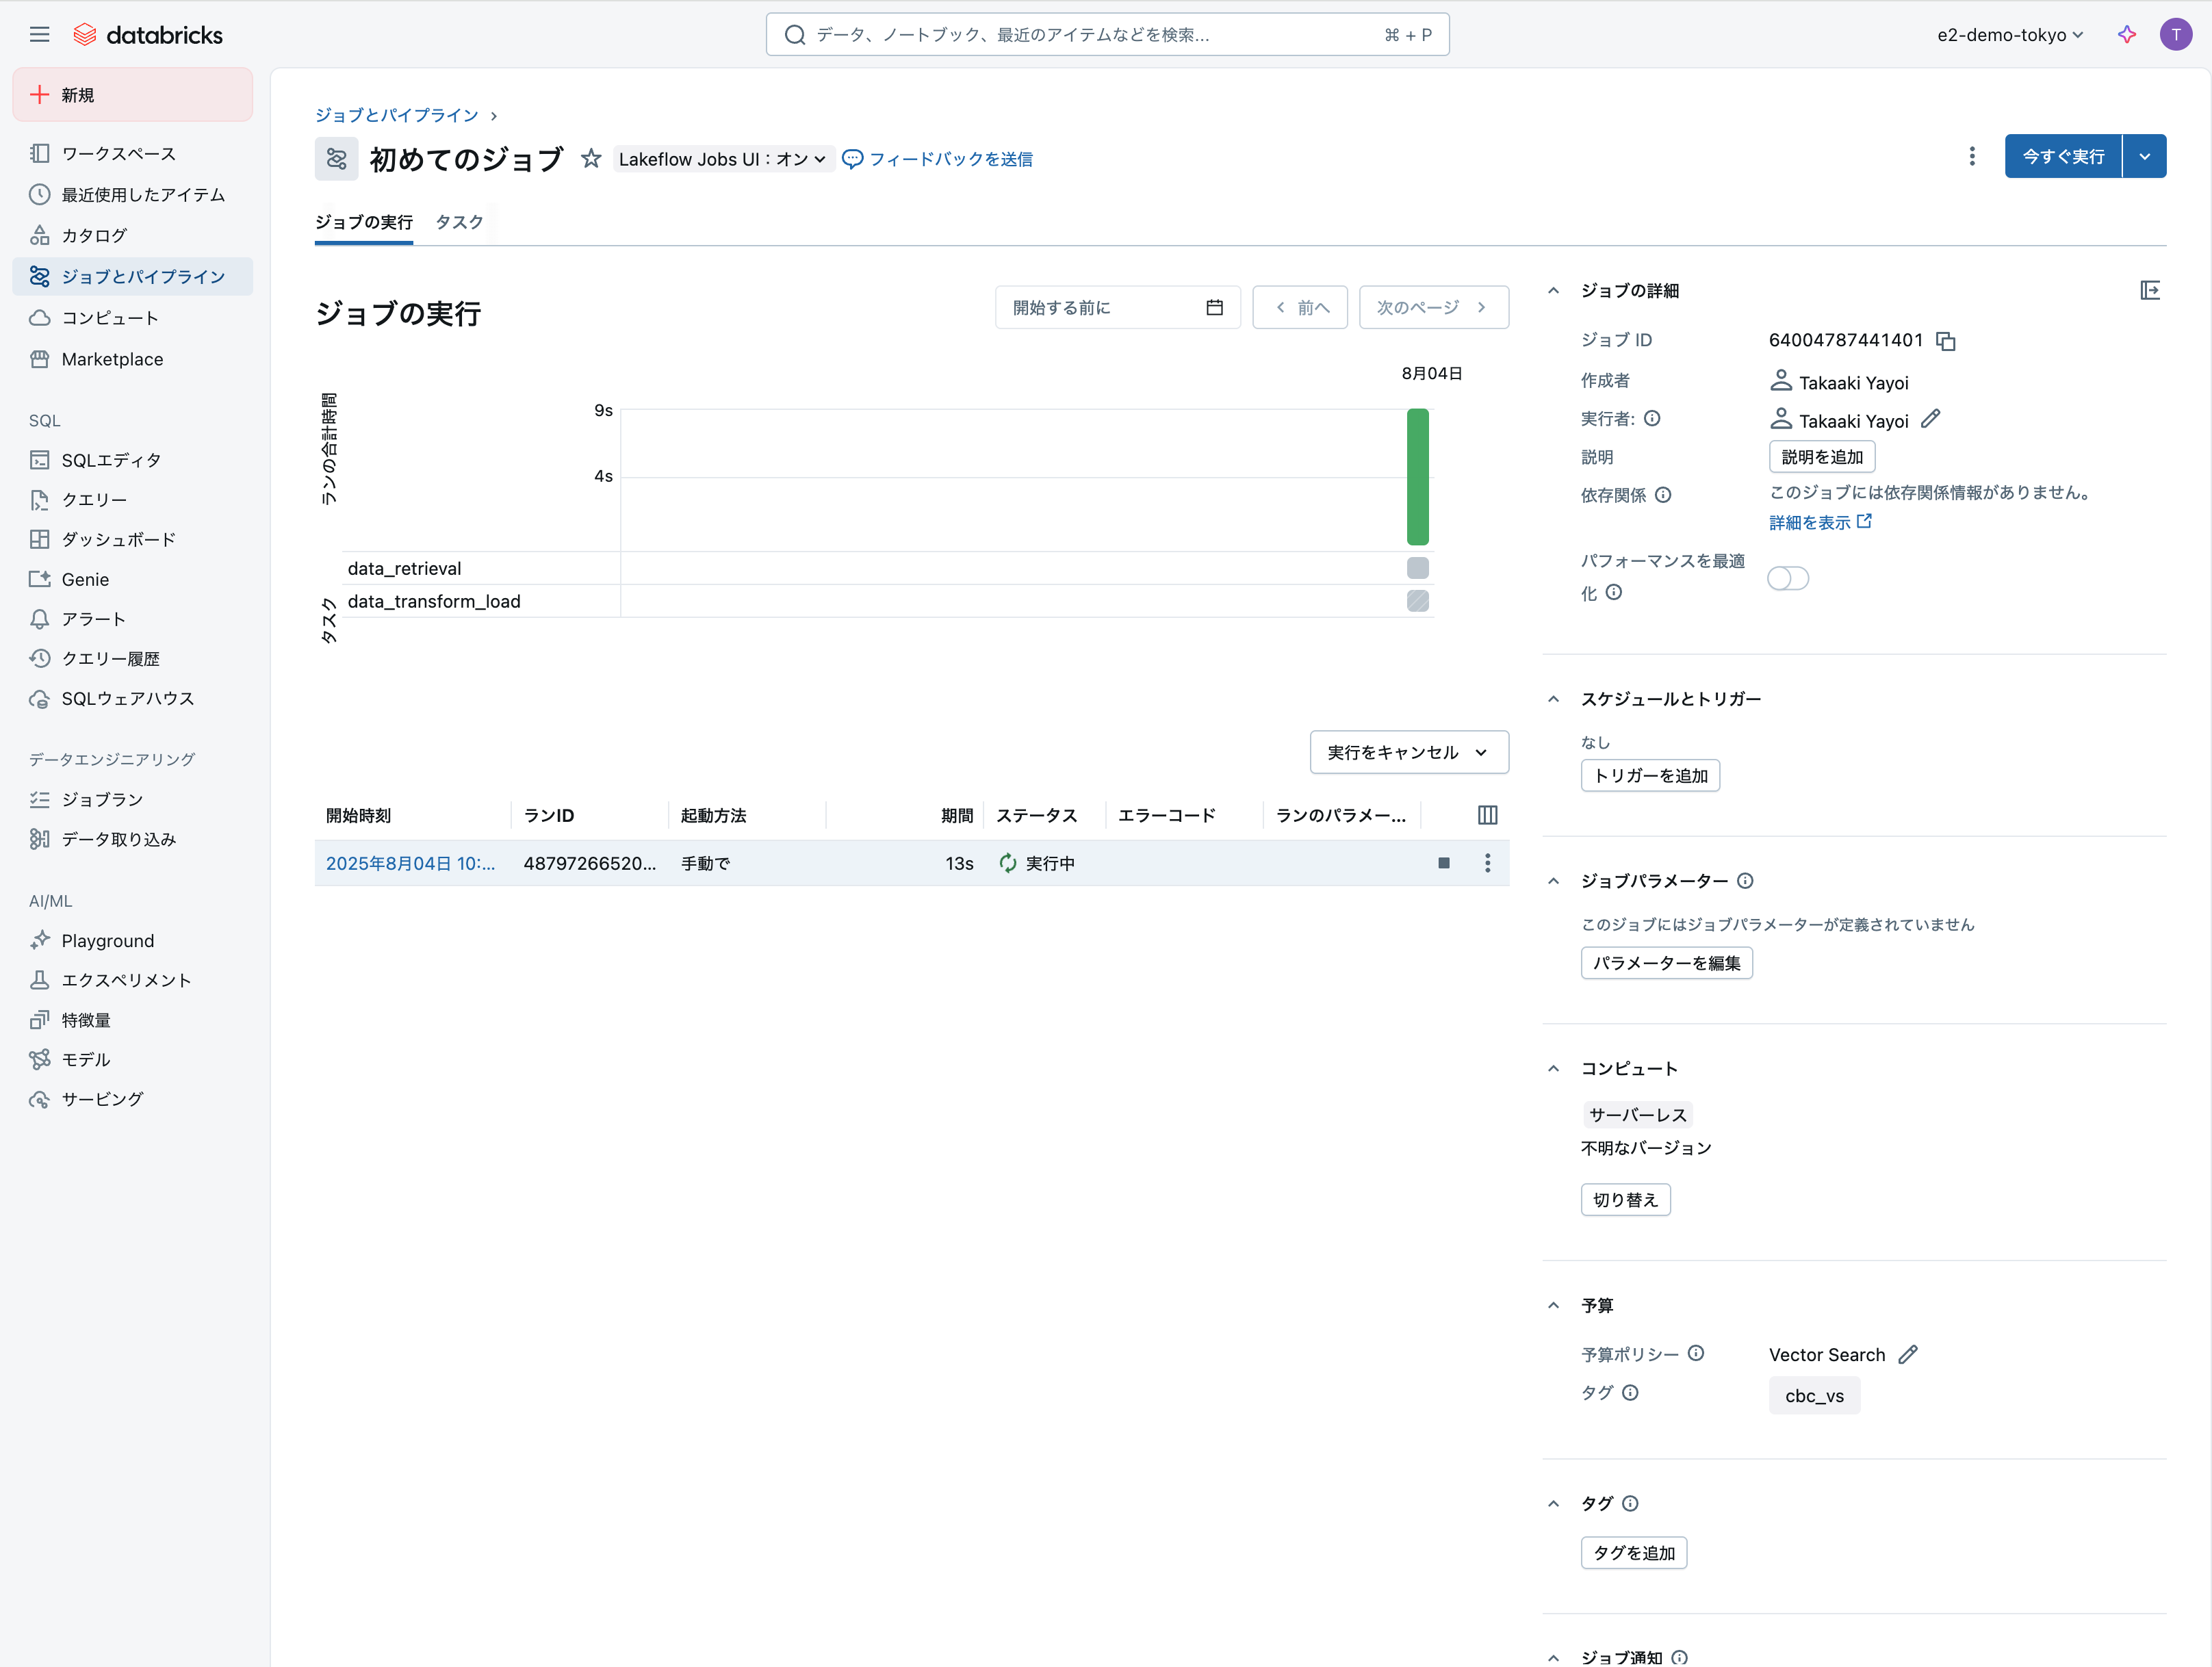 databricks
データ、ノートブック、最近のアイテムなどを検索...
⌘ + P
e2-demo-tokyo
T
新規
ワークスペース
最近使用したアイテム
カタログ
ジョブとパイプライン
コンピュート
Marketplace
SQL
SQLエディタ
クエリー
ダッシュボード
Genie
アラート
クエリー履歴
SQLウェアハウス
データエンジニアリング
ジョブラン
データ取り込み
AI/ML
Playground
エクスペリメント
特徴量
モデル
サービング
ジョブとパイプライン
初めてのジョブ
Lakeflow Jobs UI：オン
フィードバックを送信
今すぐ実行
ジョブの実行
タスク
ジョブの実行
開始する前に
前へ
次のページ
8月04日
ランの合計時間
9s
4s
タスク
data_retrieval
data_transform_load
実行をキャンセル
開始時刻
ランID
起動方法
期間
ステータス
エラーコード
ランのパラメー...
2025年8月04日 10:...
48797266520...
手動で
13s
実行中
ジョブの詳細
ジョブ ID
64004787441401
作成者
Takaaki Yayoi
実行者:
Takaaki Yayoi
説明
説明を追加
依存関係
このジョブには依存関係情報がありません。
詳細を表示
パフォーマンスを最適
化
スケジュールとトリガー
なし
トリガーを追加
ジョブパラメーター
このジョブにはジョブパラメーターが定義されていません
パラメーターを編集
コンピュート
サーバーレス
不明なバージョン
切り替え
予算
予算ポリシー
Vector Search
タグ
cbc_vs
タグ
タグを追加
ジョブ通知